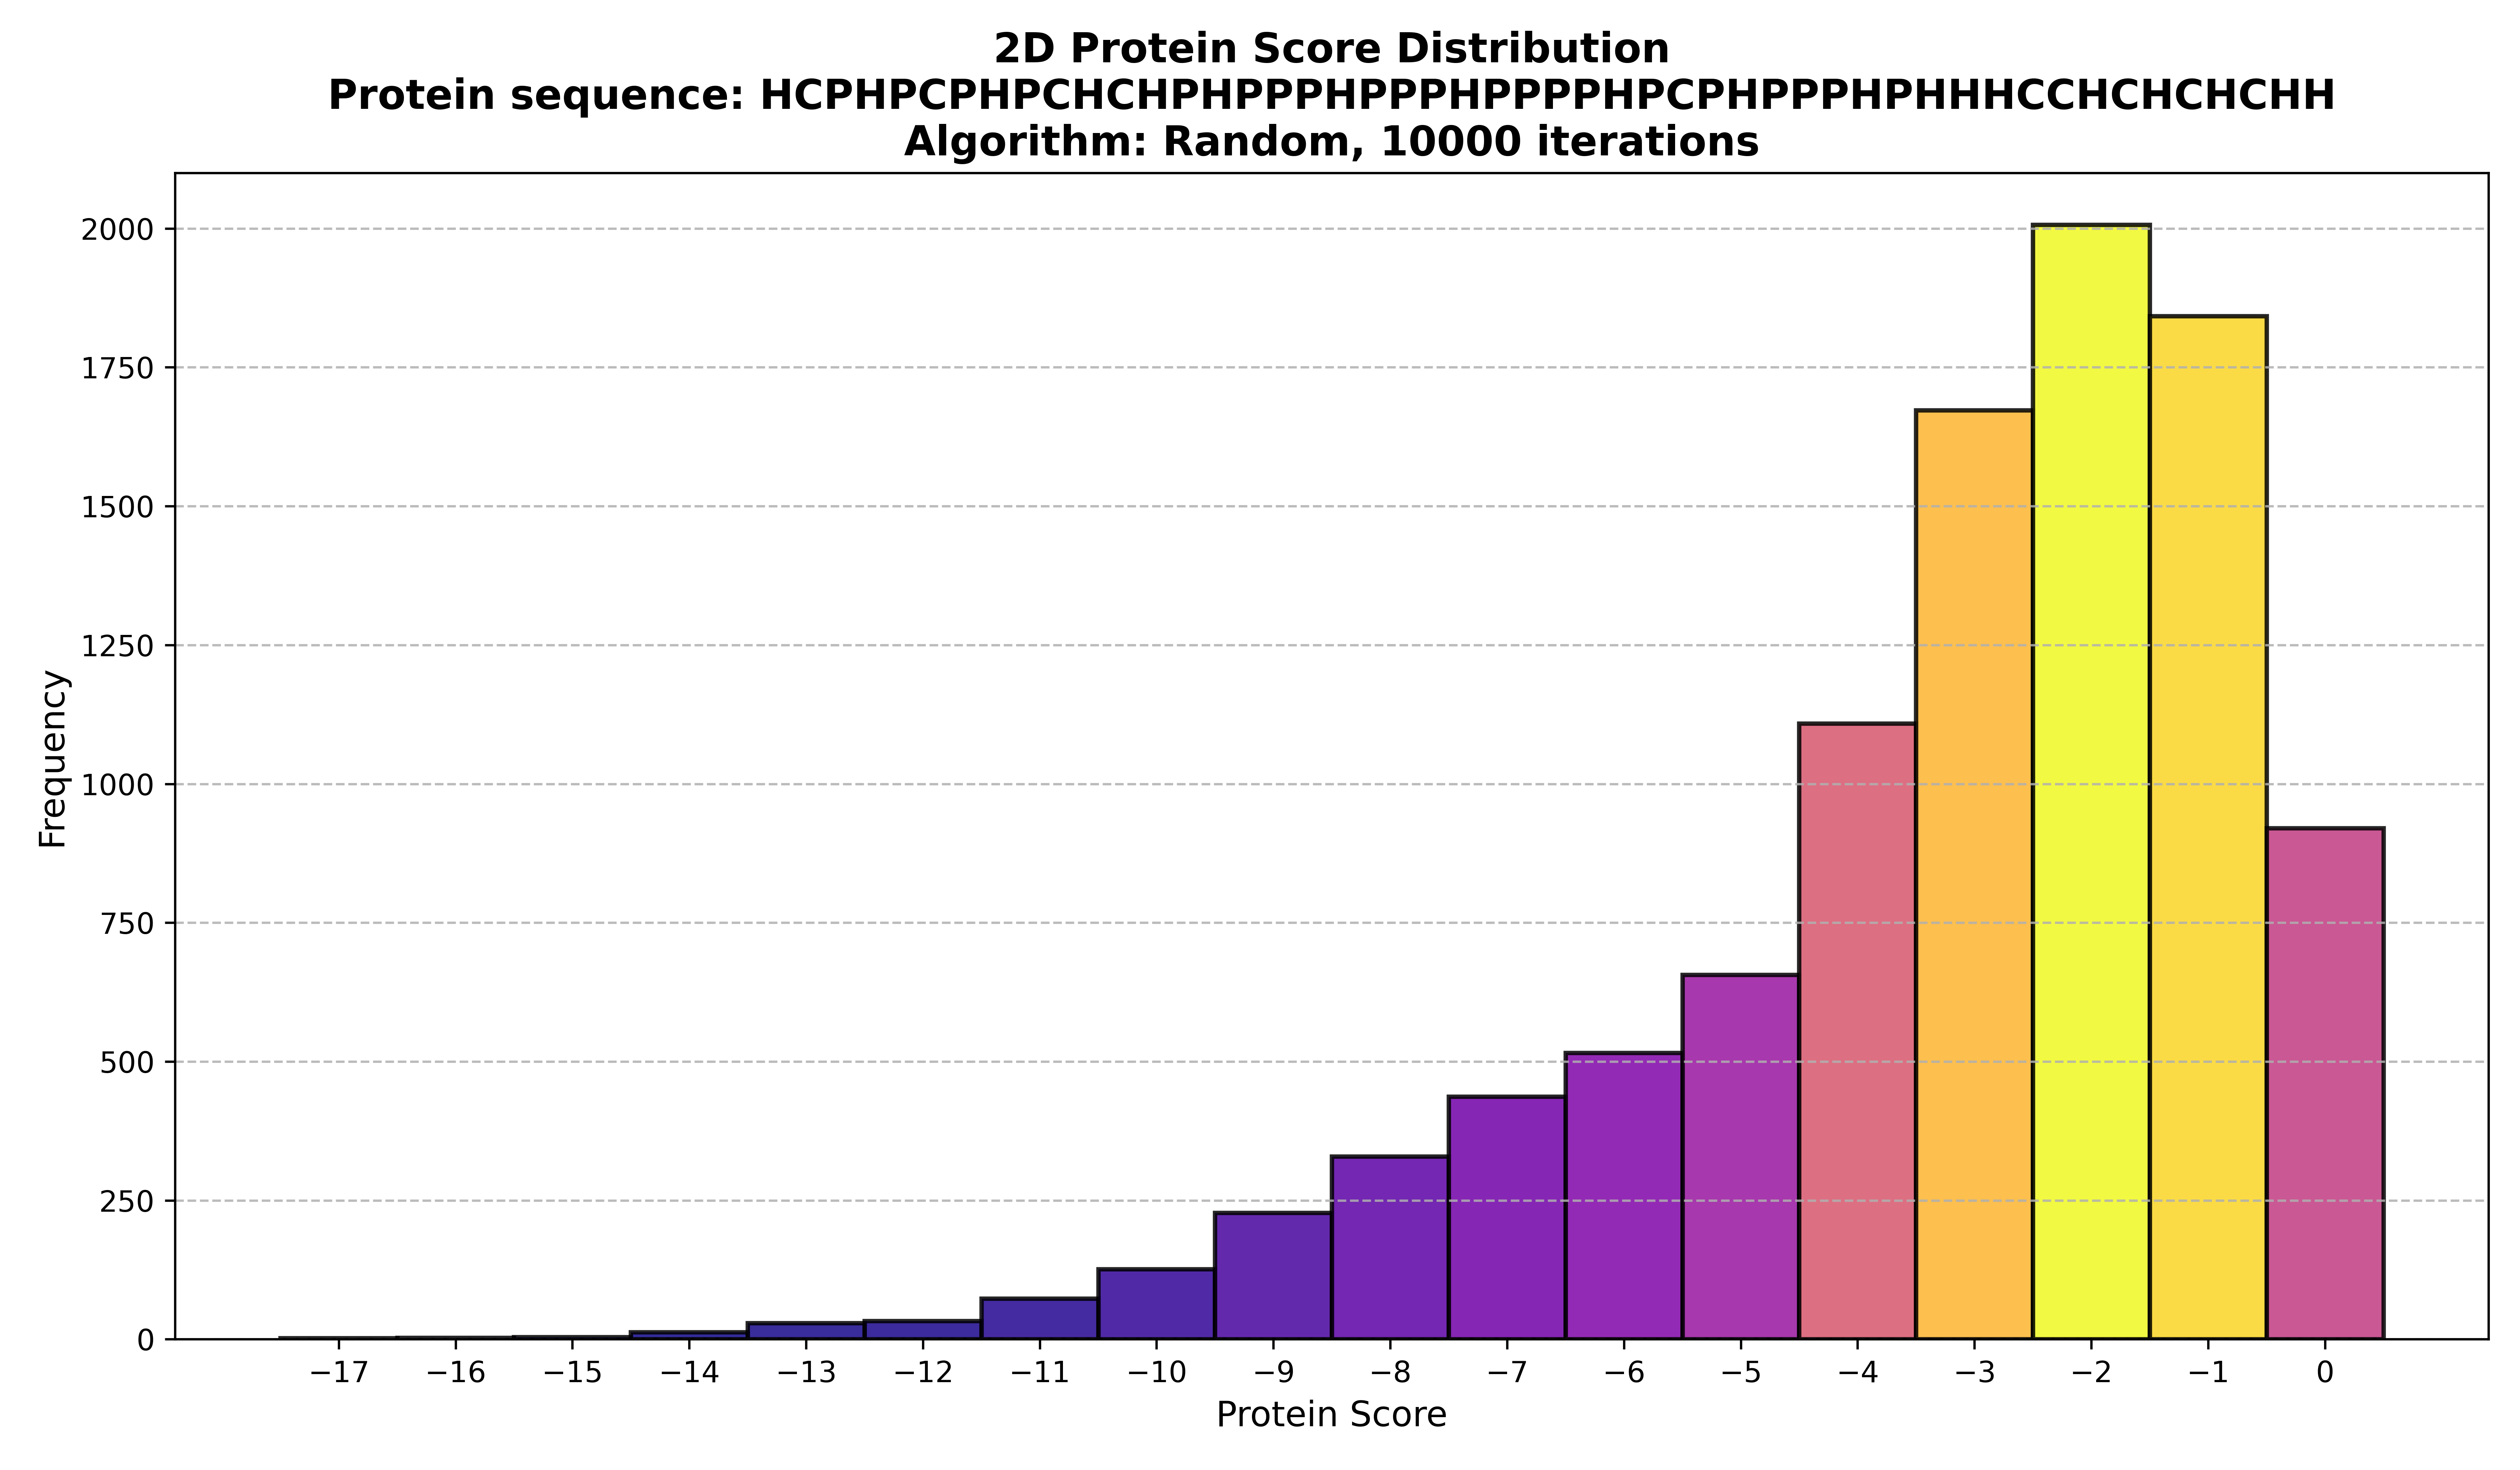 2D Protein Score Distribution
Protein sequence: HCPHPCPHPCHCHPHPPPHPPPHPPPPHPCPHPPPHPHHHCCHCHCHCHH
Algorithm: Random, 10000 iterations
2000
1750
1500
1250
1000
750
500
250
0
Frequency
−17 −16 −15 −14 −13 −12 −11 −10 −9 −8 −7 −6 −5 −4 −3 −2 −1 0
Protein Score